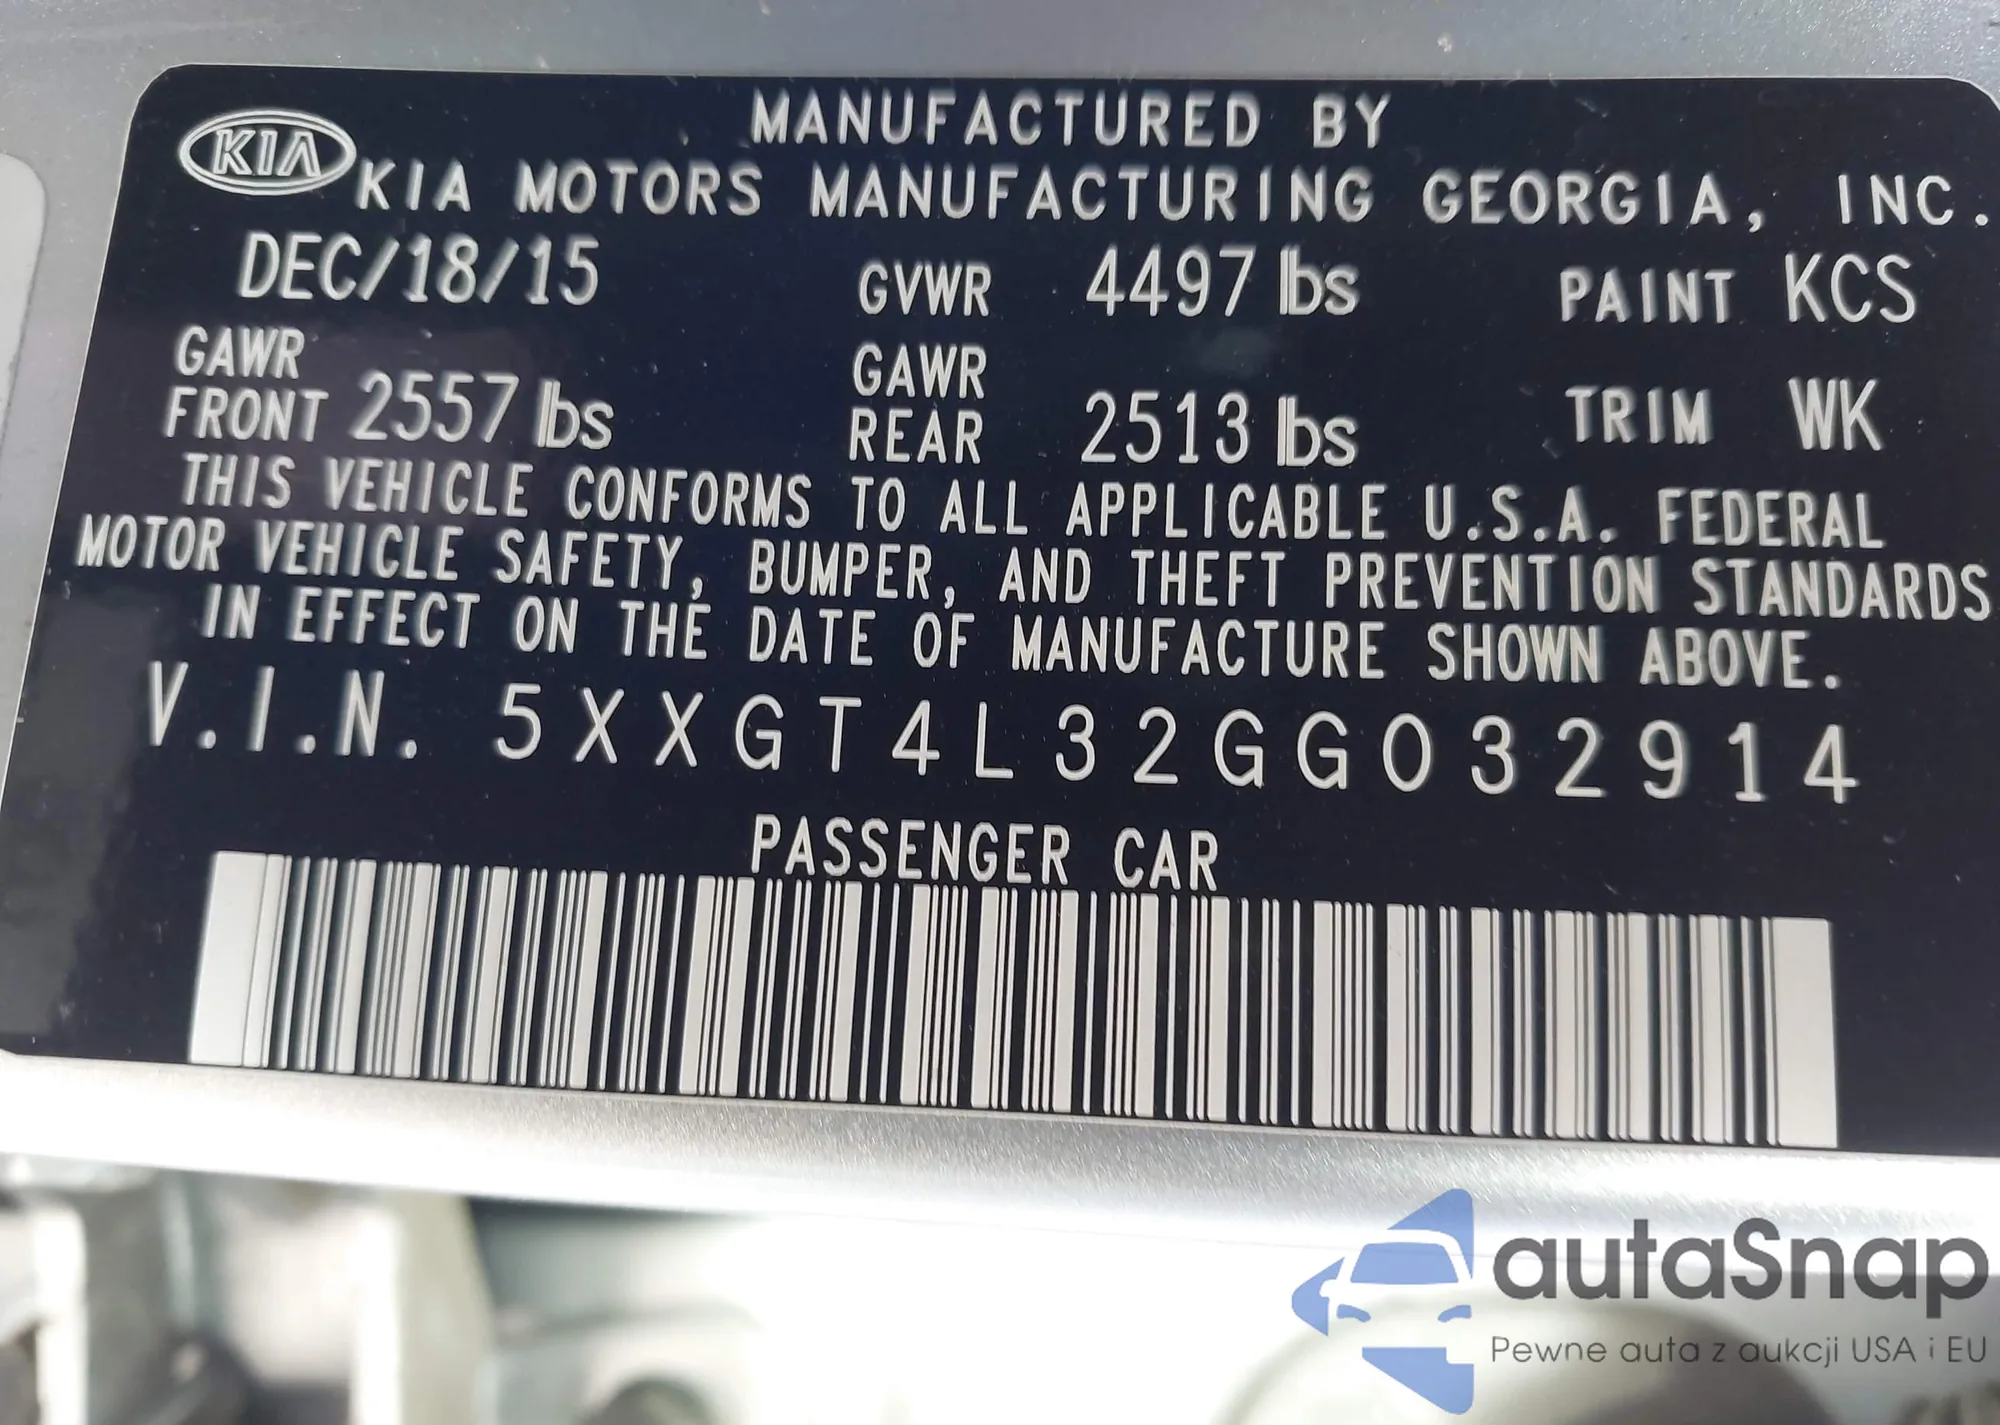 MANUFACTURED BY
KIA KIA MOTORS MANUFACTURING GEORGIA, INC.
DEC/18/15 GVWR 4497 lbs PAINT KCS
GAWR FRONT 2557 lbs GAWR REAR 2513 lbs TRIM WK
THIS VEHICLE CONFORMS TO ALL APPLICABLE U.S.A. FEDERAL
MOTOR VEHICLE SAFETY, BUMPER, AND THEFT PREVENTION STANDARDS
IN EFFECT ON THE DATE OF MANUFACTURE SHOWN ABOVE.
V.I.N. 5XXGT4L32GG032914
PASSENGER CAR
autaSnap
Pewne auta z aukcji USA i EU